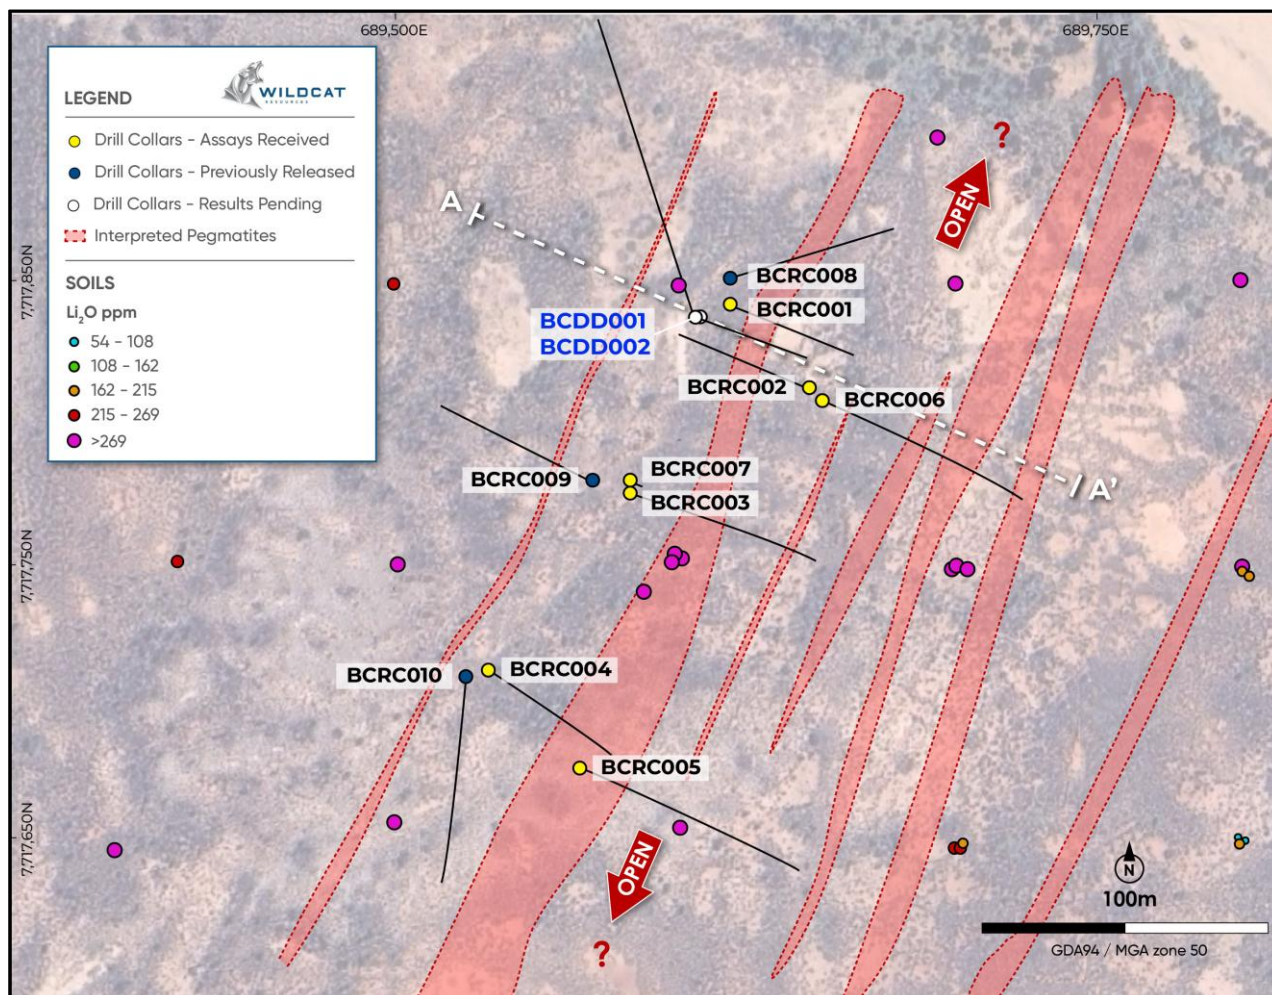 689,500E
689,750E
LEGEND
WILDCAT
RESOURCES
Drill Collars - Assays Received
Drill Collars - Previously Released
Drill Collars - Results Pending
Interpreted Pegmatites
SOILS
Li₂O ppm
54 - 108
108 - 162
162 - 215
215 - 269
>269
7,717,850N
7,717,750N
7,717,650N
?
OPEN
A
BCRC008
BCRC001
BCDD001
BCDD002
BCRC002
BCRC006
A'
BCRC007
BCRC009
BCRC003
BCRC004
BCRC010
BCRC005
OPEN
?
N
100m
GDA94 / MGA zone 50